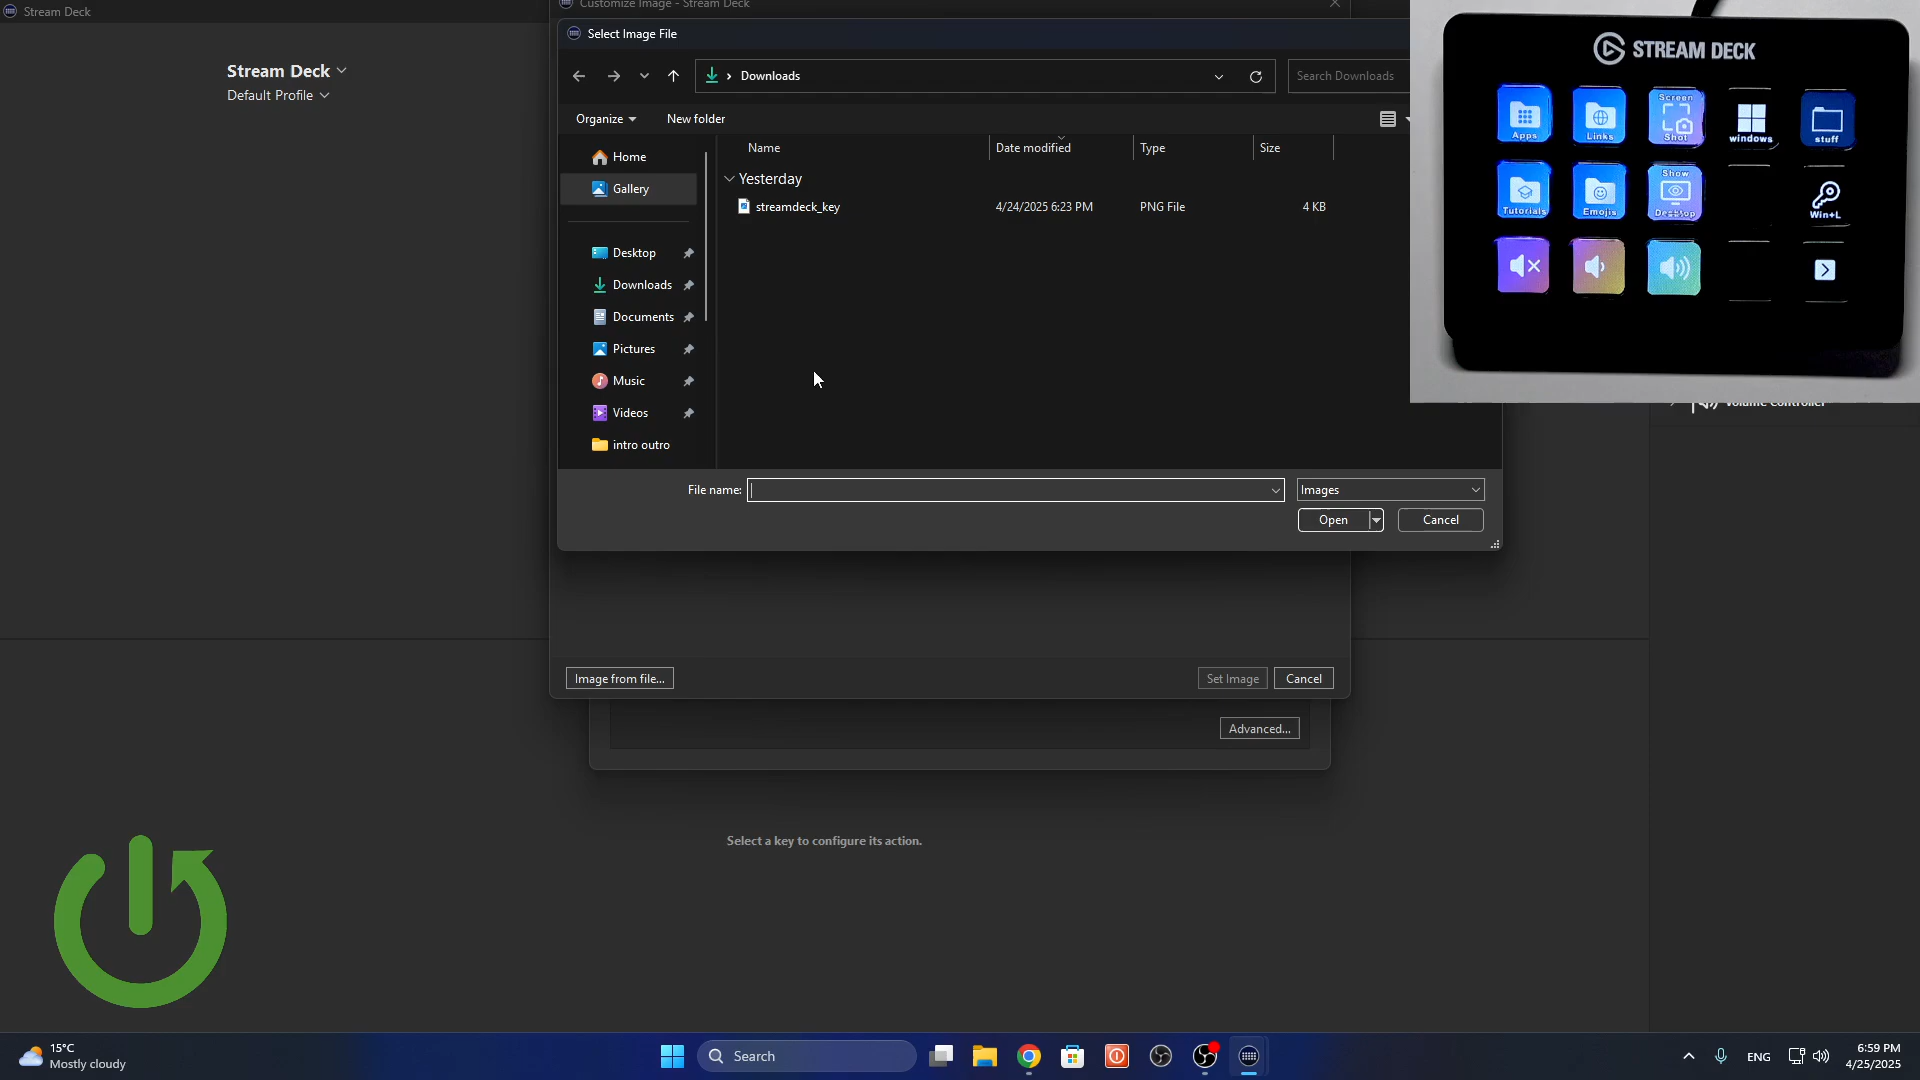 Stream Deck
Customize Image - Stream Deck
Select Image File
Stream Deck
Default Profile
Downloads
Search Downloads
Organize
New folder
Home
Gallery
Desktop
Downloads
Documents
Pictures
Music
Videos
intro outro
Name
Date modified
Type
Size
Yesterday
streamdeck_key
4/24/2025 6:23 PM
PNG File
4 KB
File name:
Images
Open
Cancel
Image from file...
Set Image
Cancel
Advanced...
Select a key to configure its action.
STREAM DECK
Apps
Links
Screen
Shot
windows
stuff
Tutorials
Emojis
Show
Desktop
Win+L
Volume Controller
15°C
Mostly cloudy
Search
ENG
6:59 PM
4/25/2025